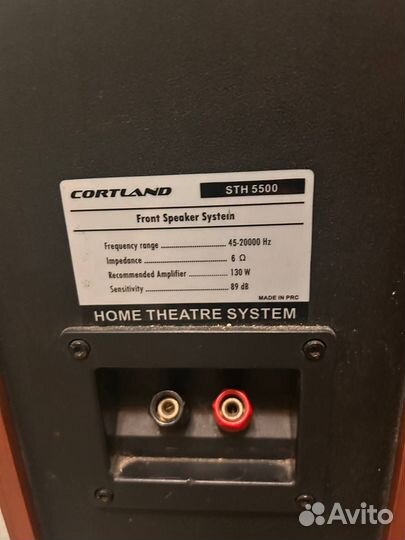 CORTLAND STH 5500
Front Speaker System
Frequency range 45-20000 Hz
Impedance 6 Ω
Recommended Amplifier 130 W
Sensitivity 89 dB
MADE IN PRC
HOME THEATRE SYSTEM
Avito